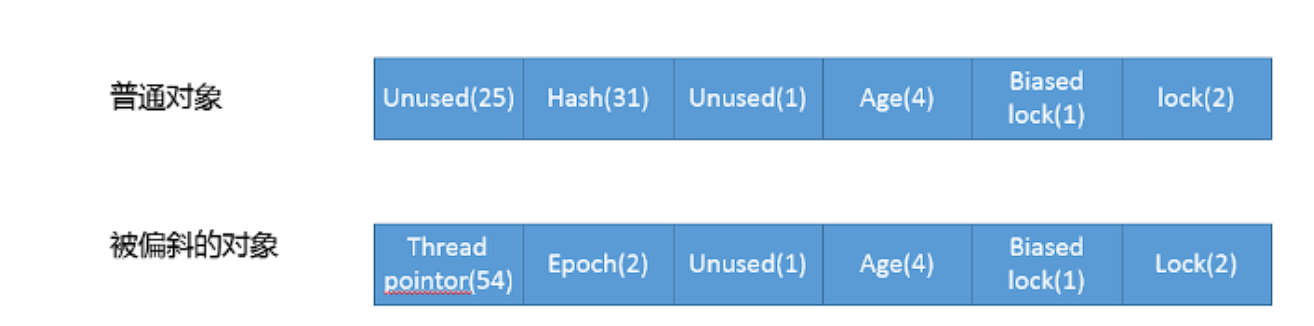 普通对象
Unused(25)
Hash(31)
Unused(1)
Age(4)
Biased
lock(1)
lock(2)
被偏斜的对象
Thread
pointor(54)
Epoch(2)
Unused(1)
Age(4)
Biased
lock(1)
Lock(2)